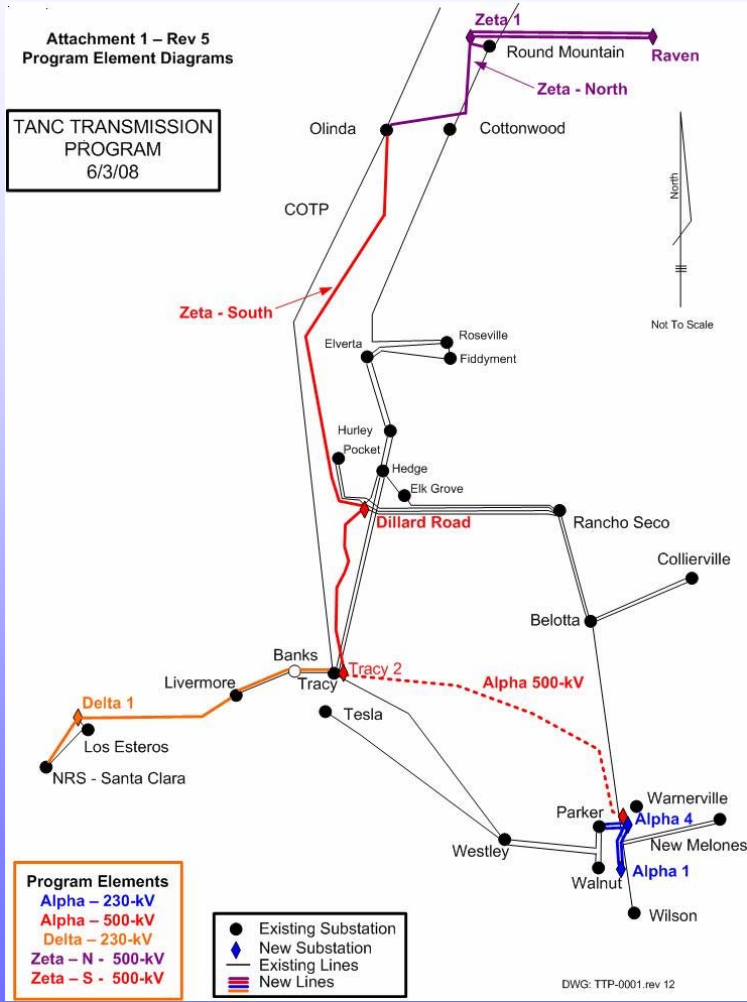 Attachment 1 – Rev 5
Program Element Diagrams
TANC TRANSMISSION
PROGRAM
6/3/08
Zeta 1
Round Mountain
Raven
Zeta - North
Olinda
Cottonwood
COTP
North
Not To Scale
Zeta - South
Roseville
Elverta
Fiddyment
Hurley
Pocket
Hedge
Elk Grove
Dillard Road
Rancho Seco
Collierville
Belotta
Banks
Tracy 2
Tracy
Livermore
Alpha 500-kV
Delta 1
Tesla
Los Esteros
NRS - Santa Clara
Warnerville
Parker
Alpha 4
New Melones
Westley
Walnut
Alpha 1
Wilson
Program Elements
Alpha – 230-kV
Alpha – 500-kV
Delta – 230-kV
Zeta – N - 500-kV
Zeta – S - 500-kV
Existing Substation
New Substation
Existing Lines
New Lines
DWG: TTP-0001.rev 12